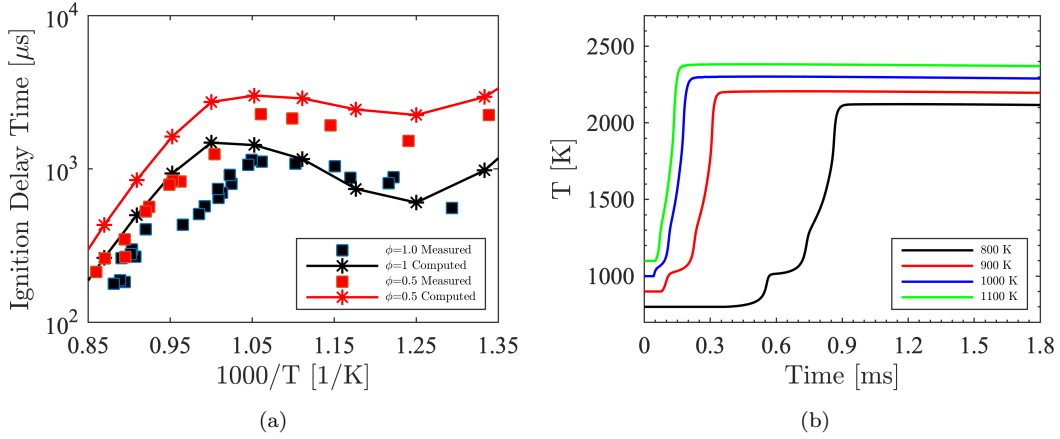 10^4
10^3
10^2
Ignition Delay Time [μs]
0.85 0.95 1.05 1.15 1.25 1.35
1000/T [1/K]
ϕ=1.0 Measured
ϕ=1 Computed
ϕ=0.5 Measured
ϕ=0.5 Computed
(a)
2500
2000
1500
1000
T [K]
0 0.3 0.6 0.9 1.2 1.5 1.8
Time [ms]
800 K
900 K
1000 K
1100 K
(b)